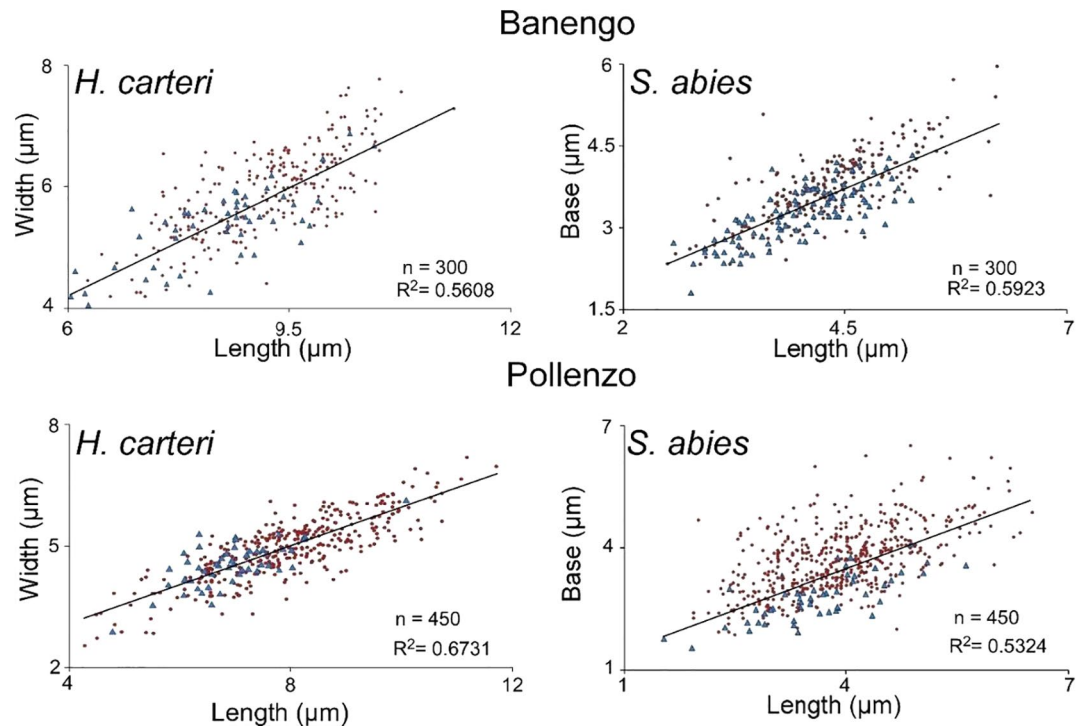 Banengo
H. carteri
8
6
4
Width (µm)
6
9.5
12
Length (µm)
n = 300
R²= 0.5608
S. abies
6
4.5
3
1.5
Base (µm)
2
4.5
7
Length (µm)
n = 300
R²= 0.5923
Pollenzo
H. carteri
8
5
2
Width (µm)
4
8
12
Length (µm)
n = 450
R²= 0.6731
S. abies
7
4
1
Base (µm)
1
4
7
Length (µm)
n = 450
R²= 0.5324